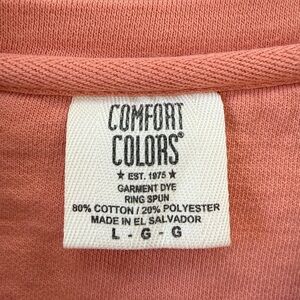 COMFORT
COLORS®
★ EST. 1975 ★
GARMENT DYE
RING SPUN
80% COTTON / 20% POLYESTER
MADE IN EL SALVADOR
L - G - G